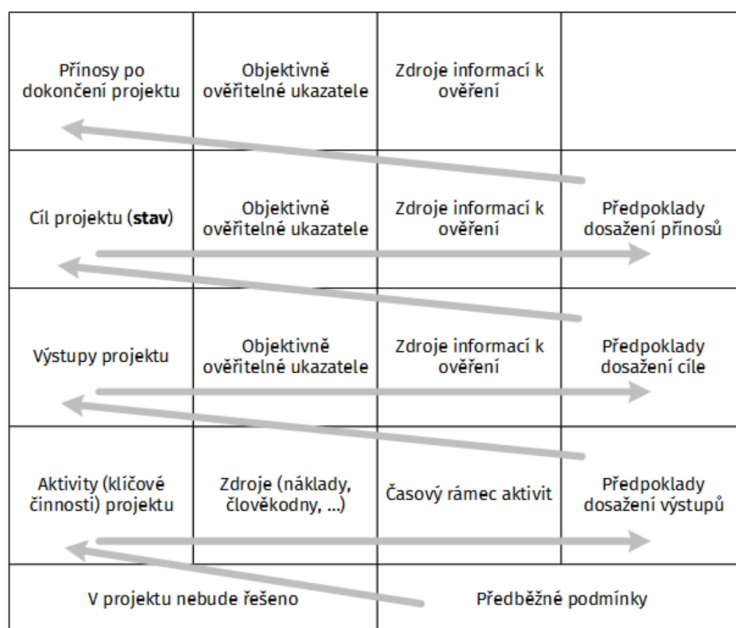 Přínosy po
dokončení projektu
Objektivně
ověřitelné ukazatele
Zdroje informací k
ověření
Cíl projektu (stav)
Objektivně
ověřitelné ukazatele
Zdroje informací k
ověření
Předpoklady
dosažení přínosů
Výstupy projektu
Objektivně
ověřitelné ukazatele
Zdroje informací k
ověření
Předpoklady
dosažení cíle
Aktivity (klíčové
činnosti) projektu
Zdroje (náklady,
člověkodny, ...)
Časový rámec aktivit
Předpoklady
dosažení výstupů
V projektu nebude řešeno
Předběžné podmínky